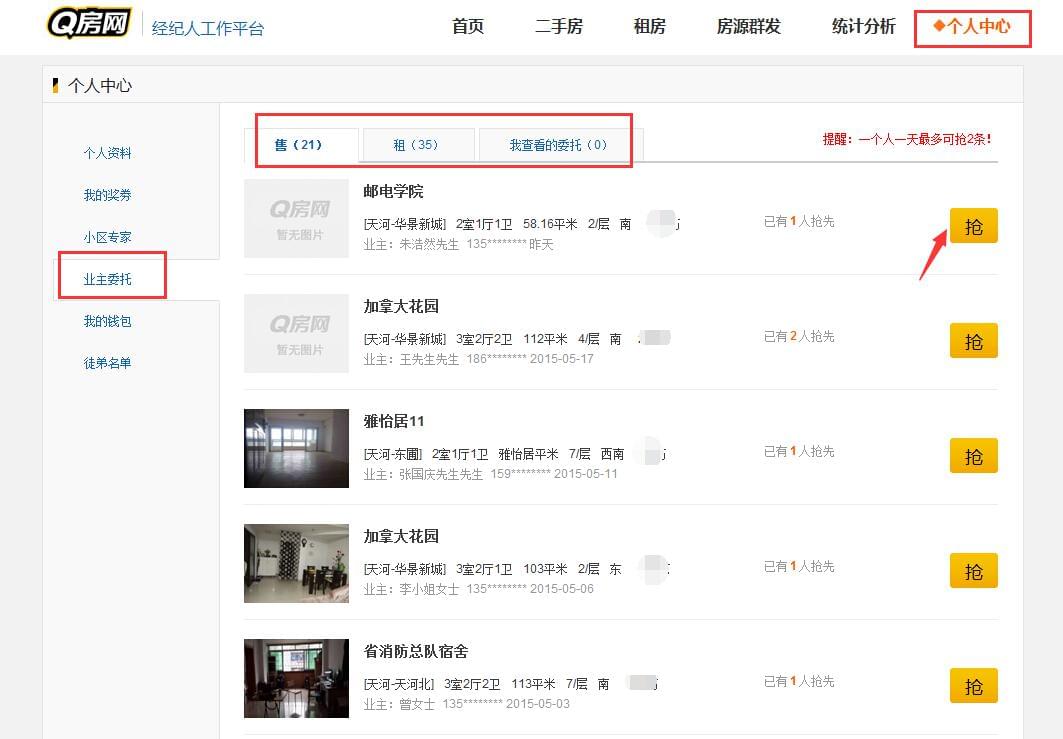 Q房网 经纪人工作平台 首页 二手房 租房 房源群发 统计分析 ◆个人中心
个人中心
个人资料
我的奖券
小区专家
业主委托
我的钱包
徒弟名单
售（21） 租（35） 我查看的委托（0） 提醒：一个人一天最多可抢2条！
Q房网
暂无图片
邮电学院
[天河-华景新城] 2室1厅1卫 58.16平米 2/层 南
业主：朱浩然先生 135******** 昨天
已有1人抢先
抢
Q房网
暂无图片
加拿大花园
[天河-华景新城] 3室2厅2卫 112平米 4/层 南
业主：王先生先生 186******** 2015-05-17
已有2人抢先
抢
雅怡居11
[天河-东圃] 2室1厅1卫 雅怡居平米 7/层 西南
业主：张国庆先生先生 159******** 2015-05-11
已有1人抢先
抢
加拿大花园
[天河-华景新城] 3室2厅1卫 103平米 2/层 东
业主：李小姐女士 135******** 2015-05-06
已有1人抢先
抢
省消防总队宿舍
[天河-天河北] 3室2厅2卫 113平米 7/层 南
业主：曾女士 135******** 2015-05-03
已有1人抢先
抢